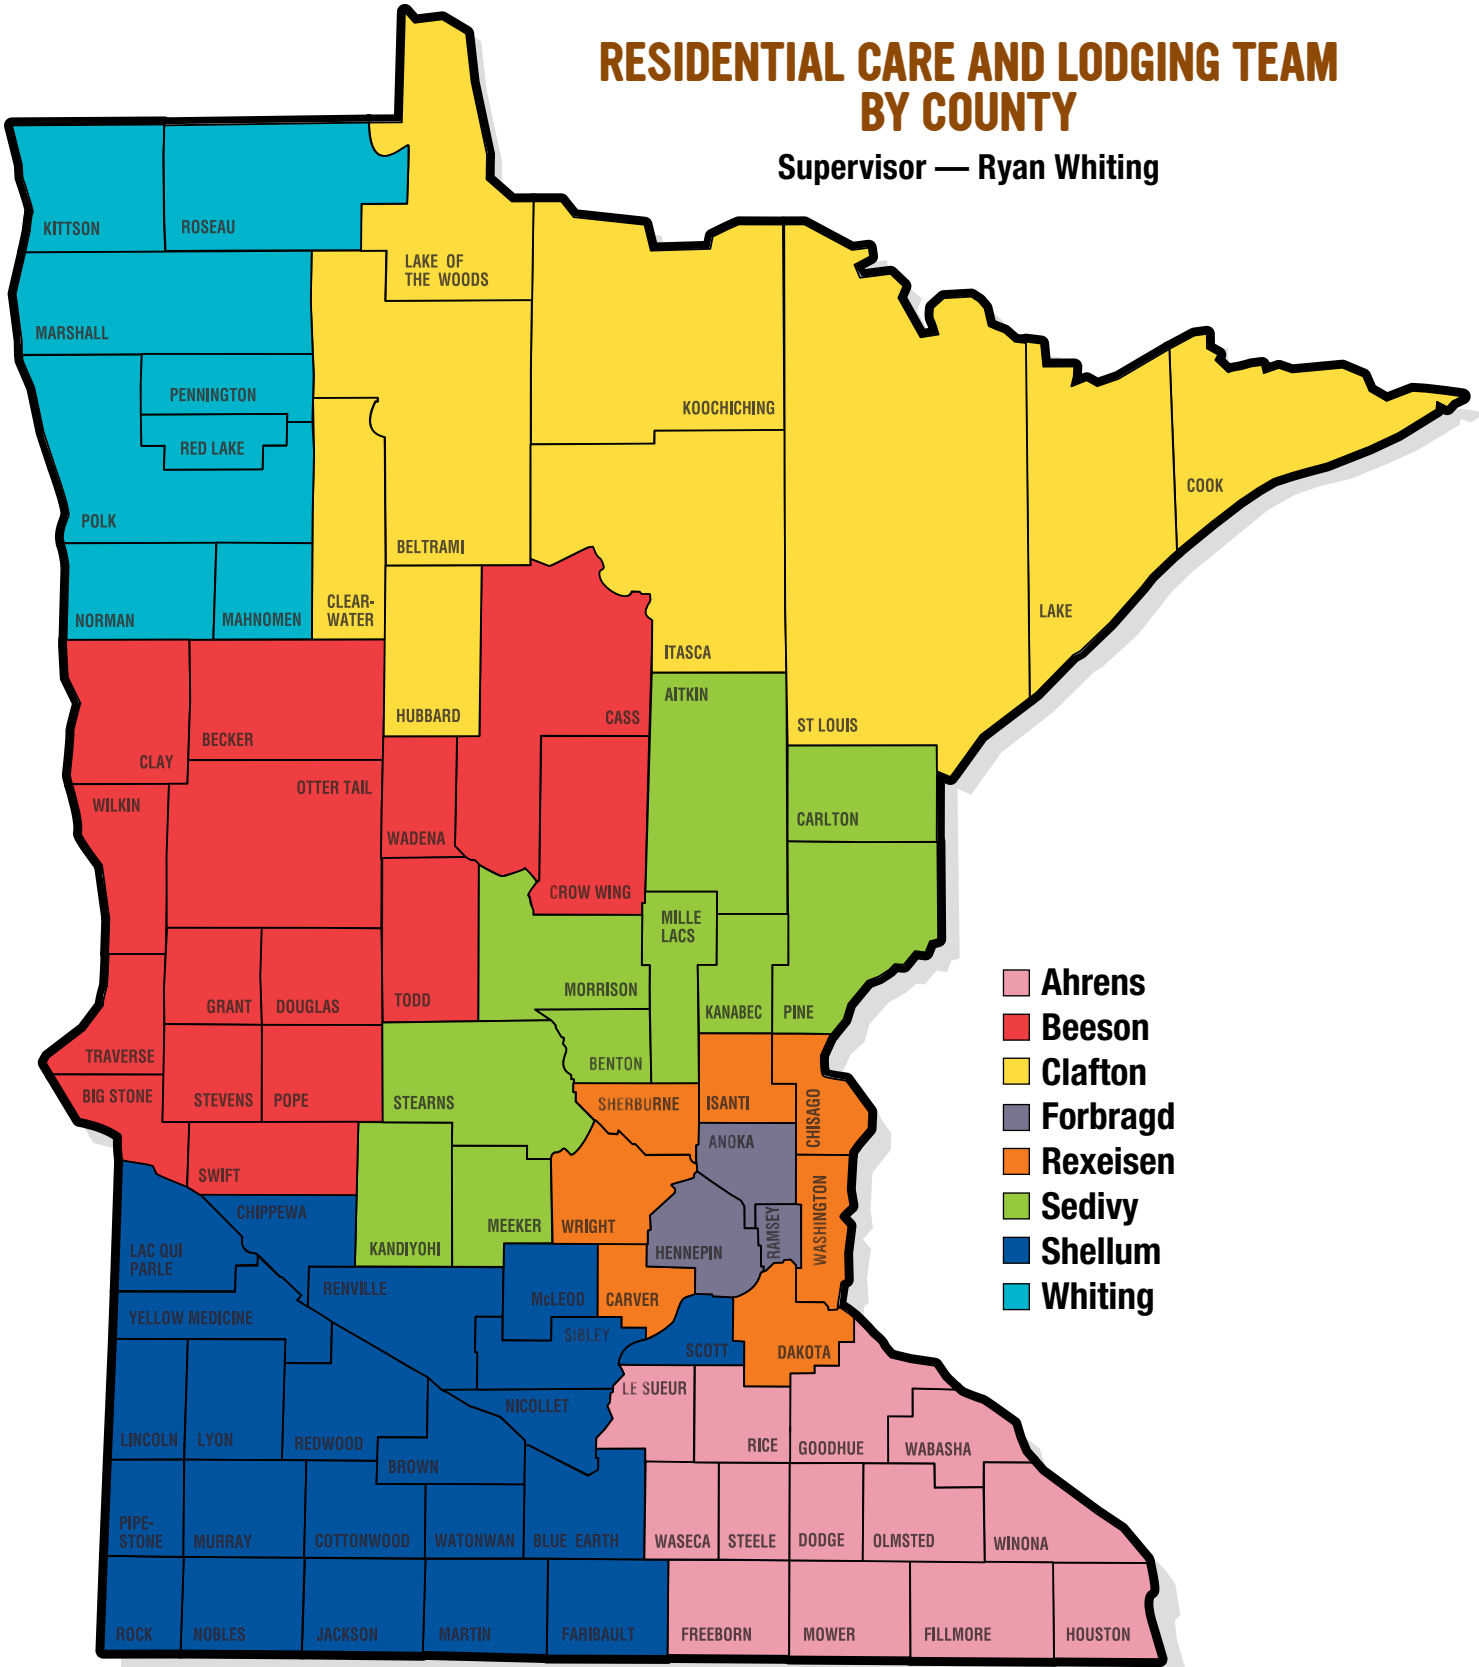 RESIDENTIAL CARE AND LODGING TEAM
BY COUNTY
Supervisor — Ryan Whiting
KITTSON
ROSEAU
LAKE OF
THE WOODS
MARSHALL
PENNINGTON
KOOCHICHING
RED LAKE
COOK
POLK
BELTRAMI
CLEAR-
WATER
LAKE
NORMAN
MAHNOMEN
ITASCA
AITKIN
HUBBARD
CASS
ST LOUIS
BECKER
CLAY
OTTER TAIL
WILKIN
CARLTON
WADENA
CROW WING
MILLE
LACS
MORRISON
GRANT
DOUGLAS
TODD
KANABEC
PINE
TRAVERSE
BENTON
BIG STONE
STEVENS
POPE
STEARNS
SHERBURNE
ISANTI
CHISAGO
ANOKA
SWIFT
CHIPPEWA
KANDIYOHI
MEEKER
WRIGHT
HENNEPIN
RAMSEY
WASHINGTON
LAC QUI
PARLE
RENVILLE
McLEOD
CARVER
YELLOW MEDICINE
SIBLEY
SCOTT
DAKOTA
LE SUEUR
NICOLLET
LINCOLN
LYON
REDWOOD
RICE
GOODHUE
WABASHA
BROWN
PIPE-
STONE
MURRAY
COTTONWOOD
WATONWAN
BLUE EARTH
WASECA
STEELE
DODGE
OLMSTED
WINONA
ROCK
NOBLES
JACKSON
MARTIN
FARIBAULT
FREEBORN
MOWER
FILLMORE
HOUSTON
Ahrens
Beeson
Clafton
Forbragd
Rexeisen
Sedivy
Shellum
Whiting